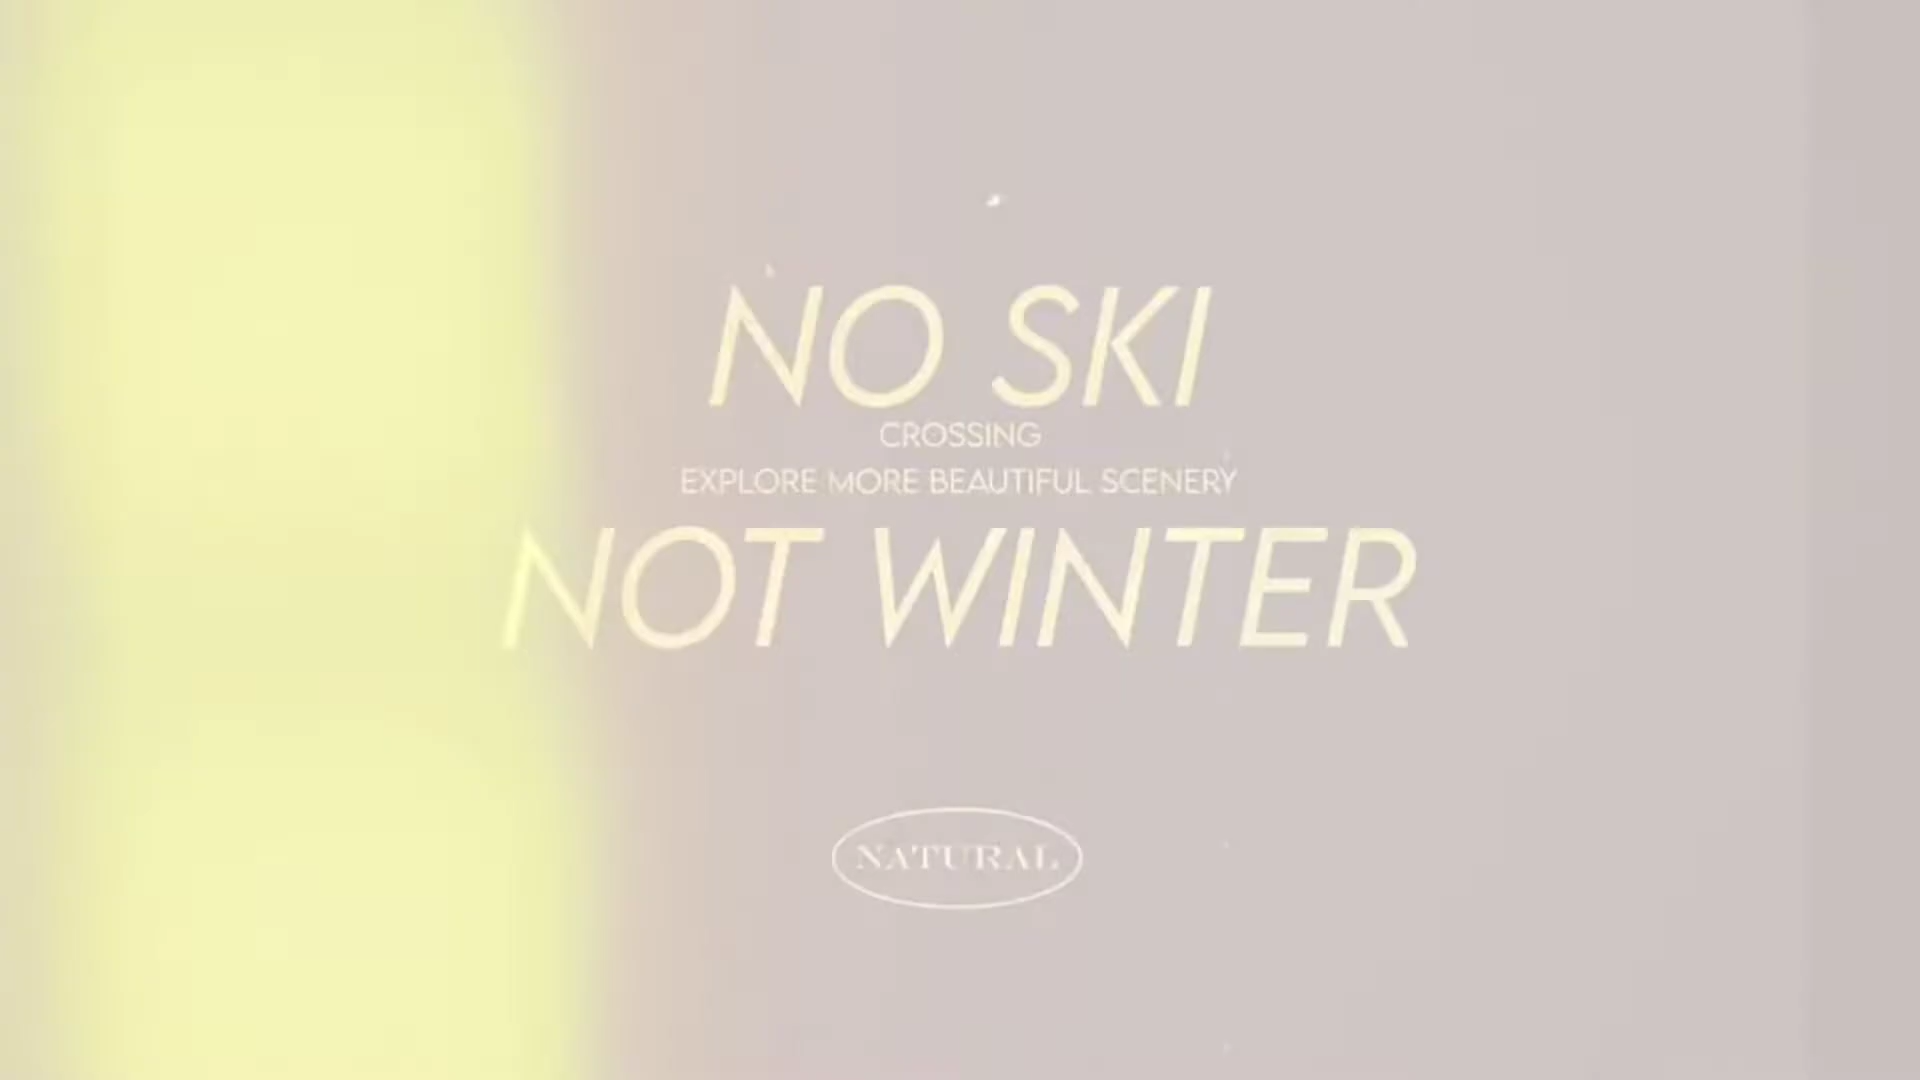 NO SKI
CROSSING
EXPLORE MORE BEAUTIFUL SCENERY
NOT WINTER
NATURAL